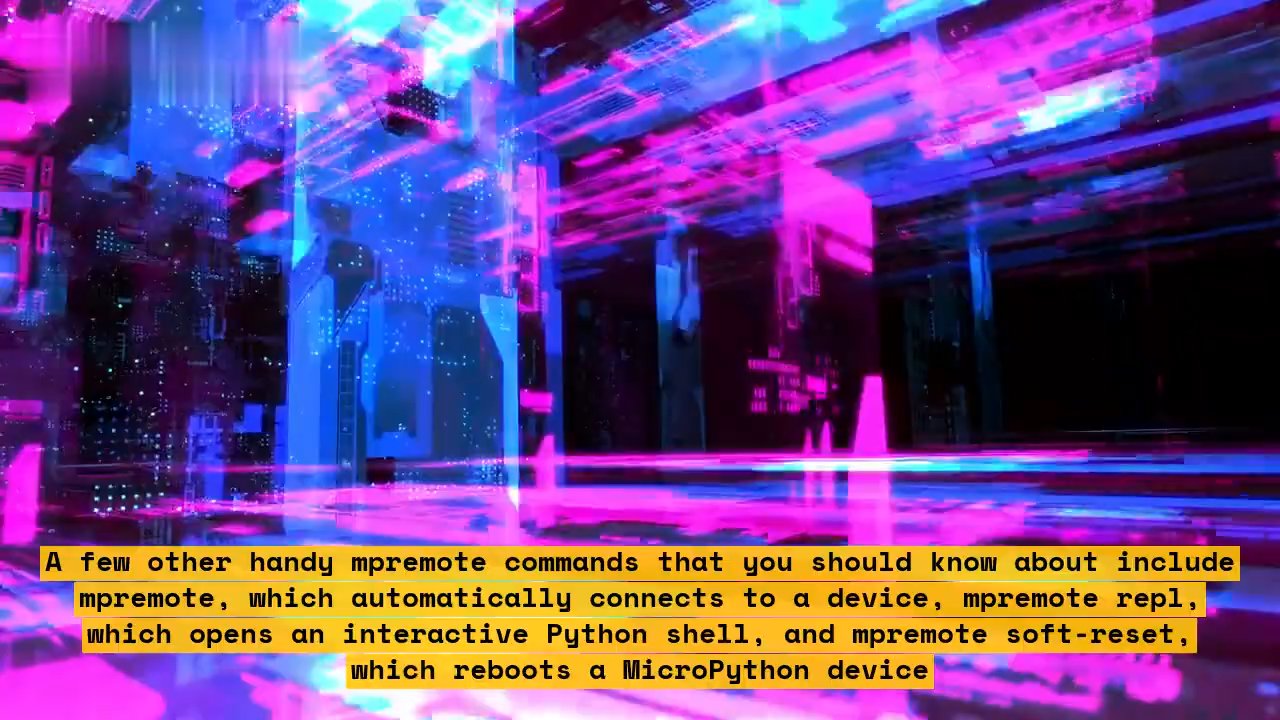 A few other handy mpremote commands that you should know about include
mpremote, which automatically connects to a device, mpremote repl,
which opens an interactive Python shell, and mpremote soft-reset,
which reboots a MicroPython device